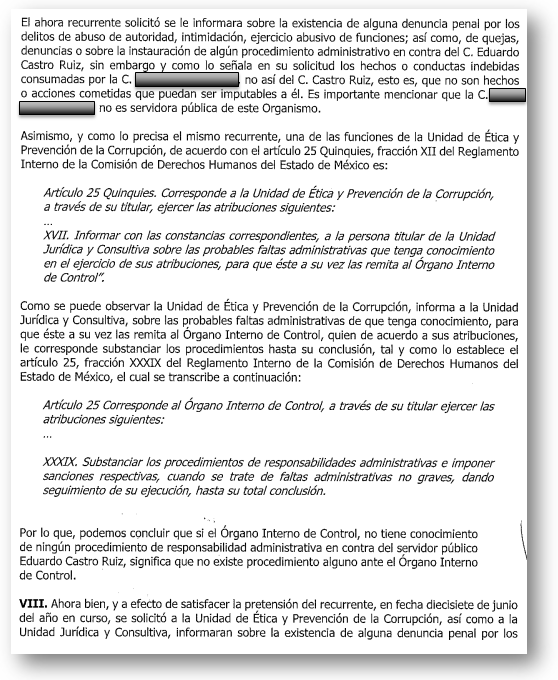 El ahora recurrente solicitó se le informara sobre la existencia de alguna denuncia penal por los
delitos de abuso de autoridad, intimidación, ejercicio abusivo de funciones; así como, de quejas,
denuncias o sobre la instauración de algún procedimiento administrativo en contra del C. Eduardo
Castro Ruiz, sin embargo y como lo señala en su solicitud los hechos o conductas indebidas
consumadas por la C. no así del C. Castro Ruiz, esto es, que no son hechos
o acciones cometidas que puedan ser imputables a él. Es importante mencionar que la C.
no es servidora pública de este Organismo.
Asimismo, y como lo precisa el mismo recurrente, una de las funciones de la Unidad de Ética y
Prevención de la Corrupción, de acuerdo con el artículo 25 Quinquies, fracción XII del Reglamento
Interno de la Comisión de Derechos Humanos del Estado de México es:
Artículo 25 Quinquies. Corresponde a la Unidad de Ética y Prevención de la Corrupción,
a través de su titular, ejercer las atribuciones siguientes:
...
XVII. Informar con las constancias correspondientes, a la persona titular de la Unidad
Jurídica y Consultiva sobre las probables faltas administrativas que tenga conocimiento
en el ejercicio de sus atribuciones, para que éste a su vez las remita al Órgano Interno
de Control”.
Como se puede observar la Unidad de Ética y Prevención de la Corrupción, informa a la Unidad
Jurídica y Consultiva, sobre las probables faltas administrativas de que tenga conocimiento, para
que éste a su vez las remita al Órgano Interno de Control, quien de acuerdo a sus atribuciones,
le corresponde substanciar los procedimientos hasta su conclusión, tal y como lo establece el
artículo 25, fracción XXXIX del Reglamento Interno de la Comisión de Derechos Humanos del
Estado de México, el cual se transcribe a continuación:
Artículo 25 Corresponde al Órgano Interno de Control, a través de su titular ejercer las
atribuciones siguientes:
...
XXXIX. Substanciar los procedimientos de responsabilidades administrativas e imponer
sanciones respectivas, cuando se trate de faltas administrativas no graves, dando
seguimiento de su ejecución, hasta su total conclusión.
Por lo que, podemos concluir que si el Órgano Interno de Control, no tiene conocimiento
de ningún procedimiento de responsabilidad administrativa en contra del servidor público
Eduardo Castro Ruiz, significa que no existe procedimiento alguno ante el Órgano Interno
de Control.
VIII. Ahora bien, y a efecto de satisfacer la pretensión del recurrente, en fecha diecisiete de junio
del año en curso, se solicitó a la Unidad de Ética y Prevención de la Corrupción, así como a la
Unidad Jurídica y Consultiva, informaran sobre la existencia de alguna denuncia penal por los